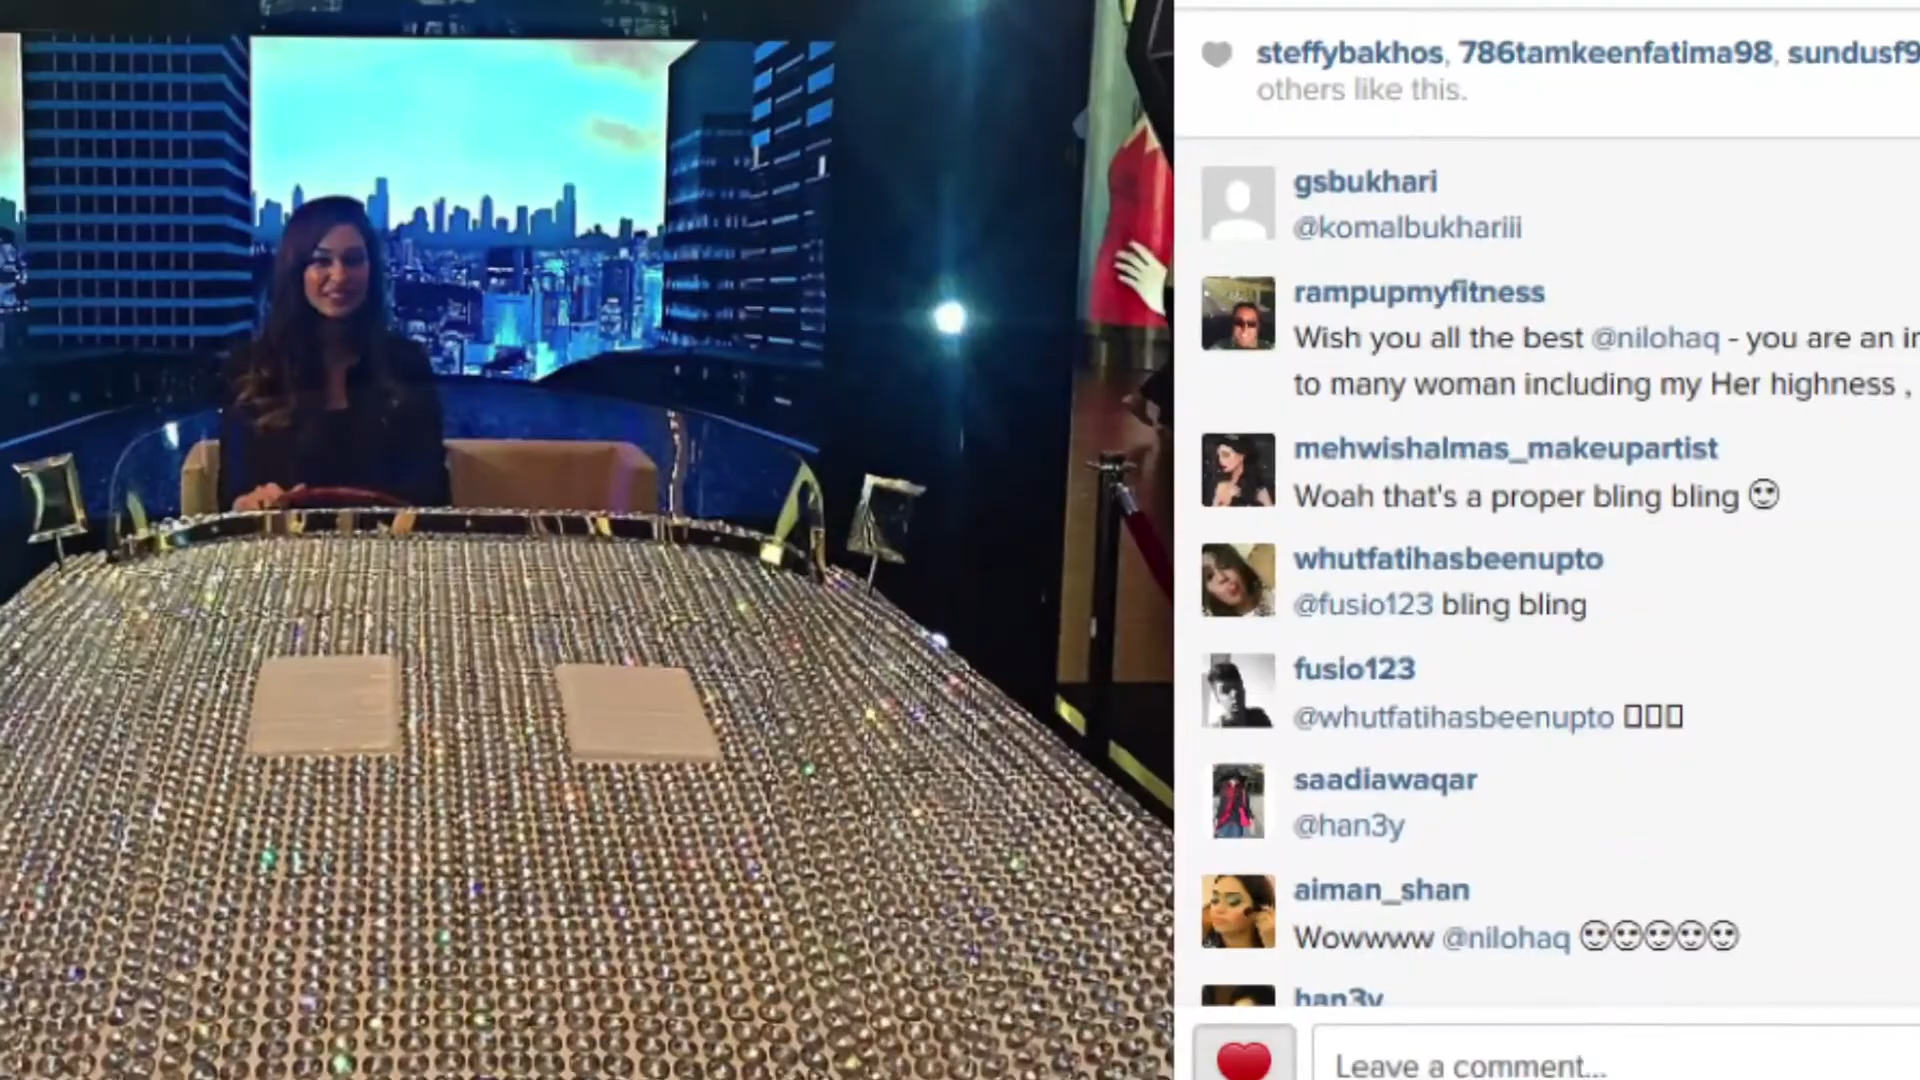 steffybakhos, 786tamkeenfatima98, sundusf9
others like this.
gsbukhari
@komalbukhariii
rampupmyfitness
Wish you all the best @nilohaq - you are an
to many woman including my Her highness ,
mehwishalmas_makeupartist
Woah that's a proper bling bling
whutfatihasbeenupto
@fusio123 bling bling
fusio123
@whutfatihasbeenupto
saadiawaqar
@han3y
aiman_shan
Wowwww @nilohaq
han3y
Leave a comment...